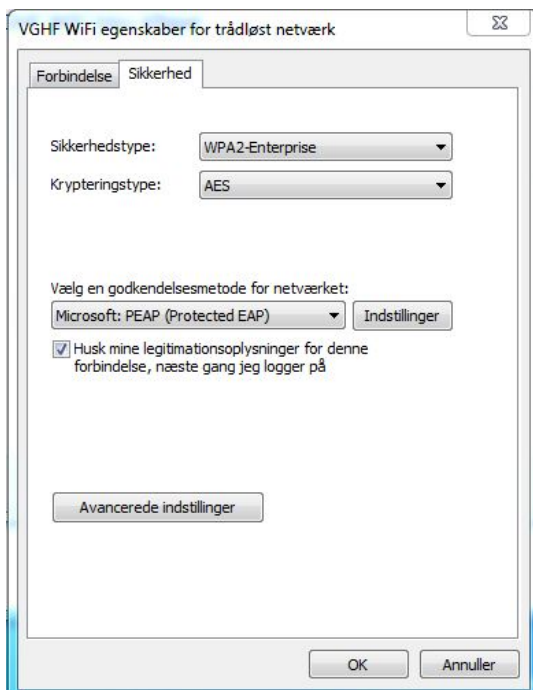 VGHF WiFi egenskaber for trådløst netværk
Forbindelse Sikkerhed
Sikkerhedstype: WPA2-Enterprise
Krypteringstype: AES
Vælg en godkendelsesmetode for netværket:
Microsoft: PEAP (Protected EAP) Indstillinger
Husk mine legitimationsoplysninger for denne
forbindelse, næste gang jeg logger på
Avancerede indstillinger
OK Annuller